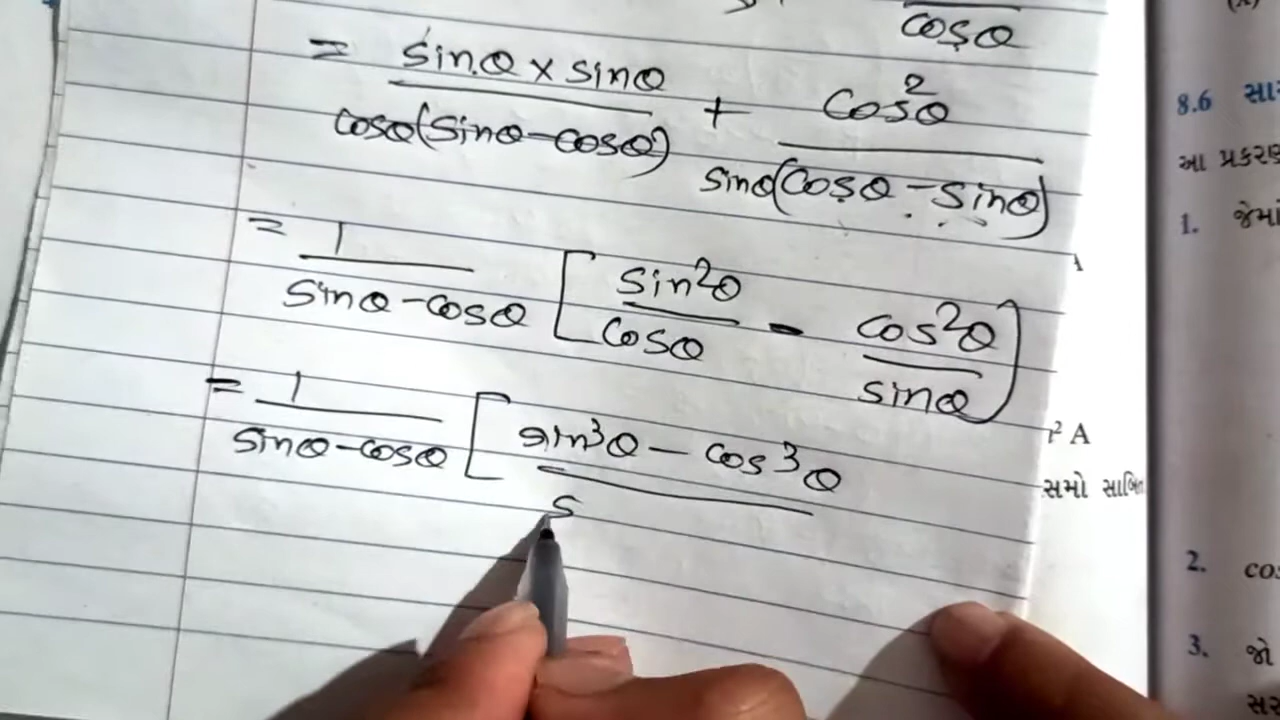 cosθ
= sinθ × sinθ / cosθ(sinθ-cosθ) + cos²θ / sinθ(cosθ - sinθ)
= 1 / sinθ-cosθ [ sin²θ / cosθ - cos²θ / sinθ ]
= 1 / sinθ-cosθ [ sin³θ - cos³θ / s
8.6
આ પ્રકરણ
1. જેમાં
A
સમો સાબિત
2. cos
3. જો